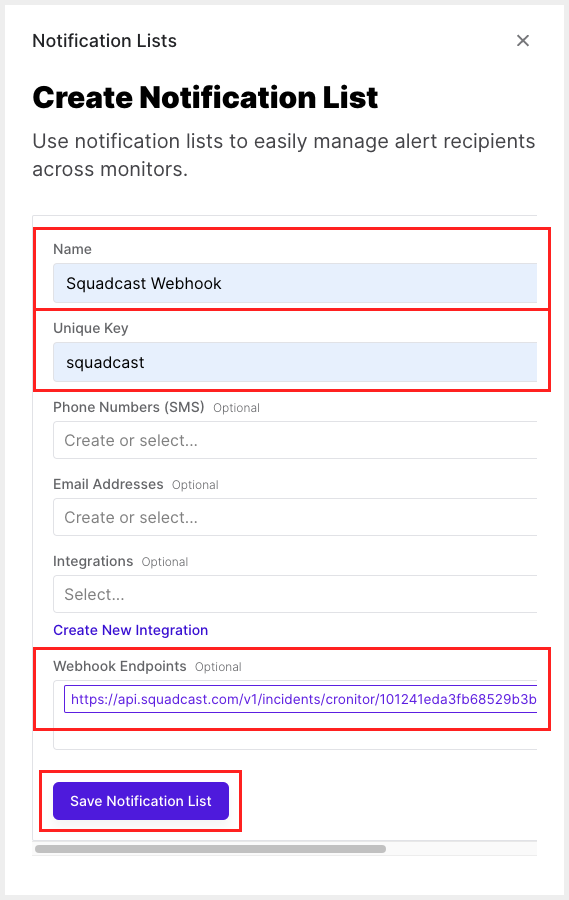 Notification Lists
Create Notification List
Use notification lists to easily manage alert recipients
across monitors.
Name
Squadcast Webhook
Unique Key
squadcast
Phone Numbers (SMS) Optional
Create or select...
Email Addresses Optional
Create or select...
Integrations Optional
Select...
Create New Integration
Webhook Endpoints Optional
https://api.squadcast.com/v1/incidents/cronitor/101241eda3fb68529b3b
Save Notification List